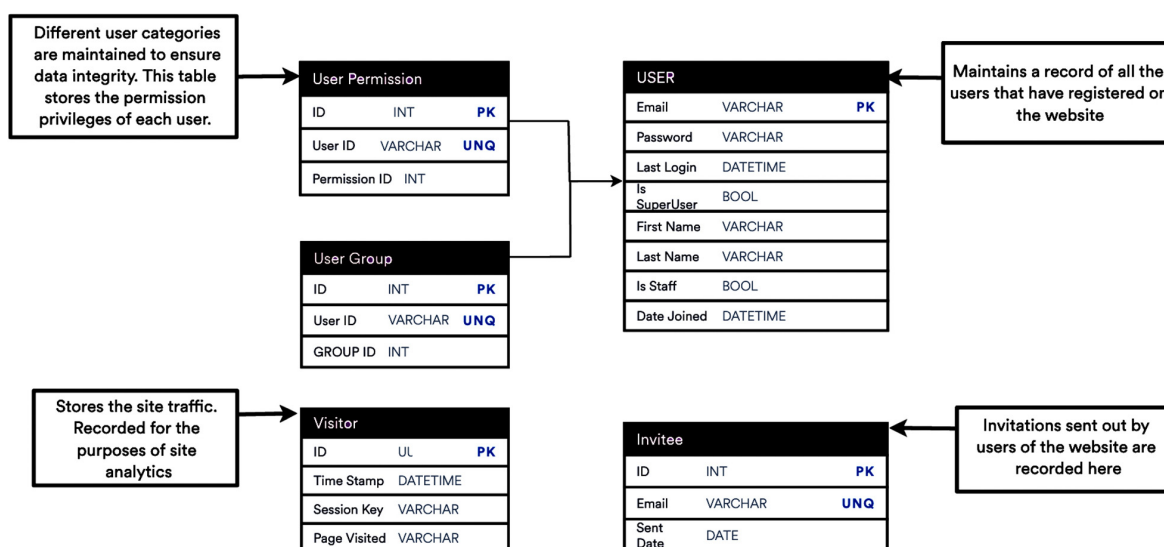 Different user categories
are maintained to ensure
data integrity. This table
stores the permission
privileges of each user.
User Permission
ID INT PK
User ID VARCHAR UNQ
Permission ID INT
USER
Email VARCHAR PK
Password VARCHAR
Last Login DATETIME
Is
SuperUser BOOL
First Name VARCHAR
Last Name VARCHAR
Is Staff BOOL
Date Joined DATETIME
Maintains a record of all the
users that have registered on
the website
User Group
ID INT PK
User ID VARCHAR UNQ
GROUP ID INT
Stores the site traffic.
Recorded for the
purposes of site
analytics
Visitor
ID UL PK
Time Stamp DATETIME
Session Key VARCHAR
Page Visited VARCHAR
Invitee
ID INT PK
Email VARCHAR UNQ
Sent
Date DATE
Invitations sent out by
users of the website are
recorded here